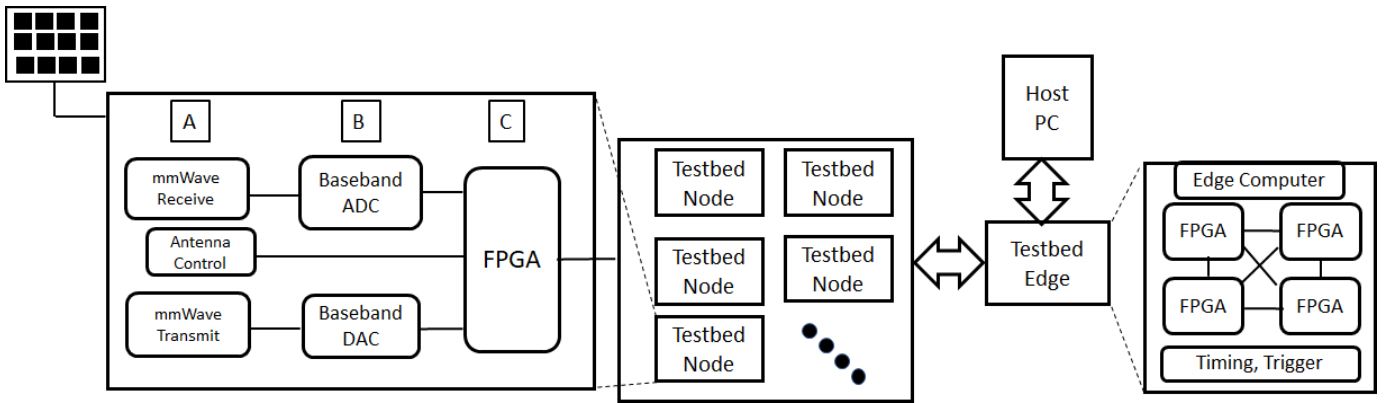 A
B
C
mmWave
Receive
Baseband
ADC
Antenna
Control
FPGA
mmWave
Transmit
Baseband
DAC
Testbed
Node
Testbed
Node
Testbed
Node
Testbed
Node
Testbed
Node
Host
PC
Testbed
Edge
Edge Computer
FPGA
FPGA
FPGA
FPGA
Timing, Trigger